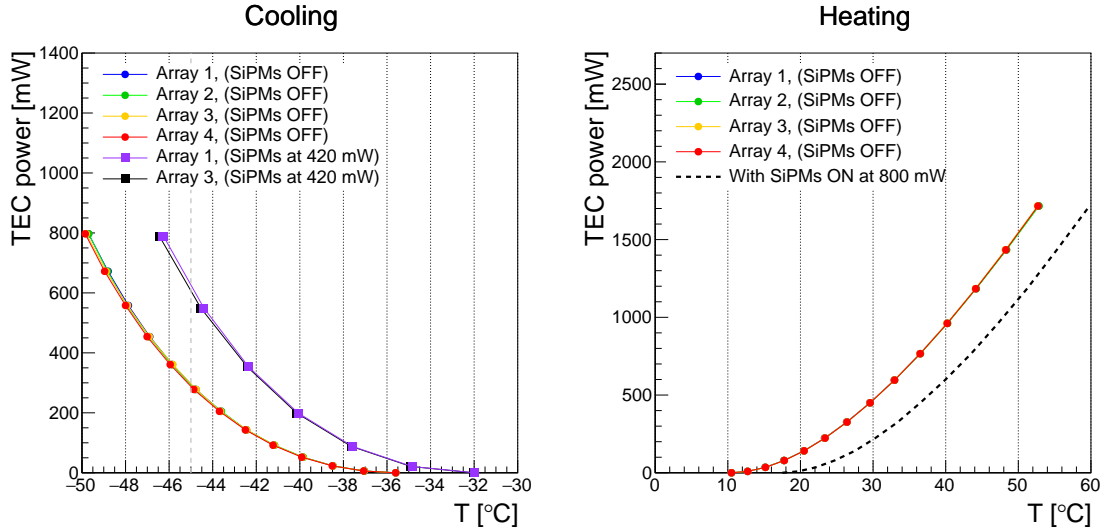 Cooling
TEC power [mW]
1400
1200
1000
800
600
400
200
0
Array 1, (SiPMs OFF)
Array 2, (SiPMs OFF)
Array 3, (SiPMs OFF)
Array 4, (SiPMs OFF)
Array 1, (SiPMs at 420 mW)
Array 3, (SiPMs at 420 mW)
−50 −48 −46 −44 −42 −40 −38 −36 −34 −32 −30
T [°C]
Heating
TEC power [mW]
2500
2000
1500
1000
500
0
Array 1, (SiPMs OFF)
Array 2, (SiPMs OFF)
Array 3, (SiPMs OFF)
Array 4, (SiPMs OFF)
With SiPMs ON at 800 mW
0 10 20 30 40 50 60
T [°C]